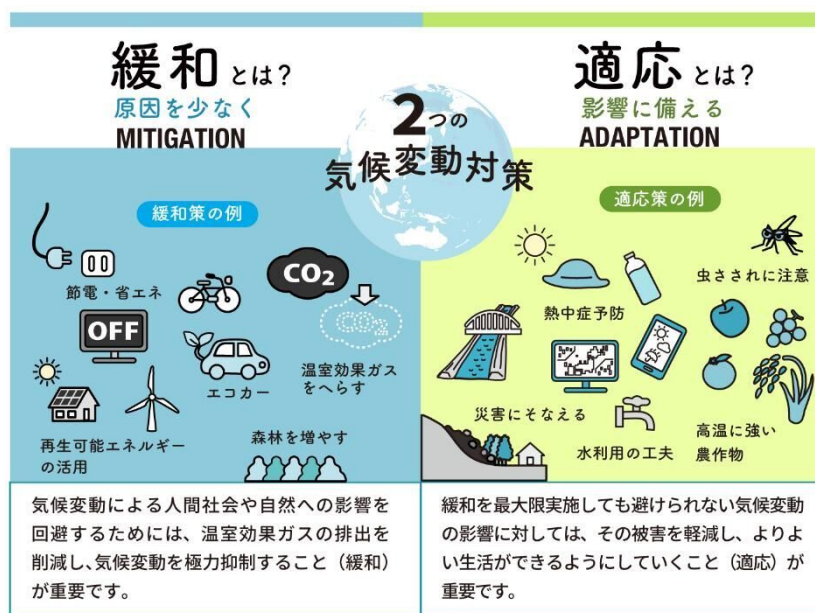 緩和とは？
原因を少なく
MITIGATION
2つの
気候変動対策
適応とは？
影響に備える
ADAPTATION
緩和策の例
節電・省エネ
OFF
CO2
CO2
温室効果ガス
をへらす
エコカー
再生可能エネルギー
の活用
森林を増やす
適応策の例
虫さされに注意
熱中症予防
災害にそなえる
水利用の工夫
高温に強い
農作物
気候変動による人間社会や自然への影響を
回避するためには、温室効果ガスの排出を
削減し、気候変動を極力抑制すること（緩和）
が重要です。
緩和を最大限実施しても避けられない気候変動
の影響に対しては、その被害を軽減し、よりよ
い生活ができるようにしていくこと（適応）が
重要です。